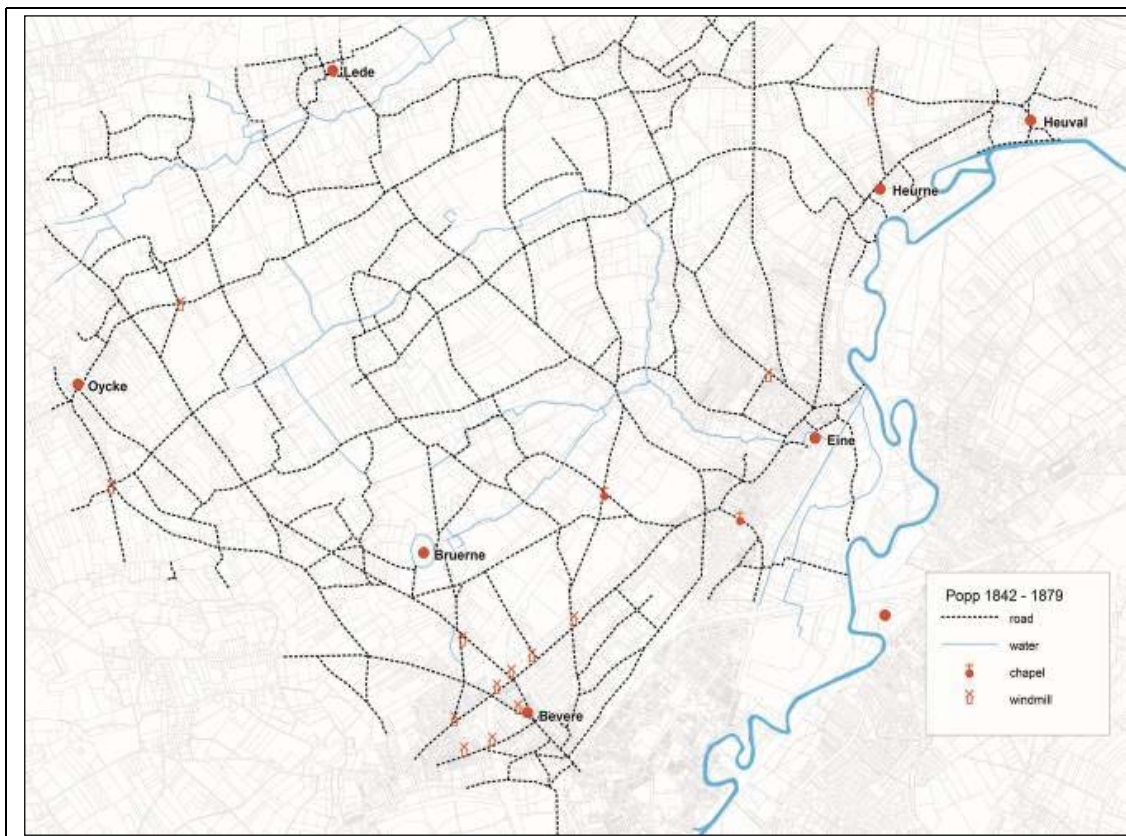 Lede
Heuval
Heurne
Oycke
Eine
Bruerne
Bevere
Popp 1842 - 1879
road
water
chapel
windmill